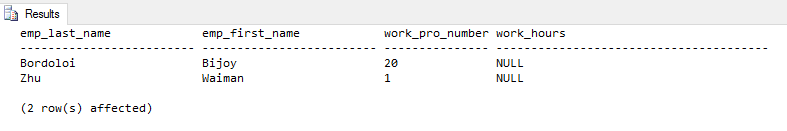 Results
emp_last_name emp_first_name work_pro_number work_hours
------------------------- ------------------------- --------------- ---------------------------------------
Bordoloi Bijoy 20 NULL
Zhu Waiman 1 NULL
(2 row(s) affected)